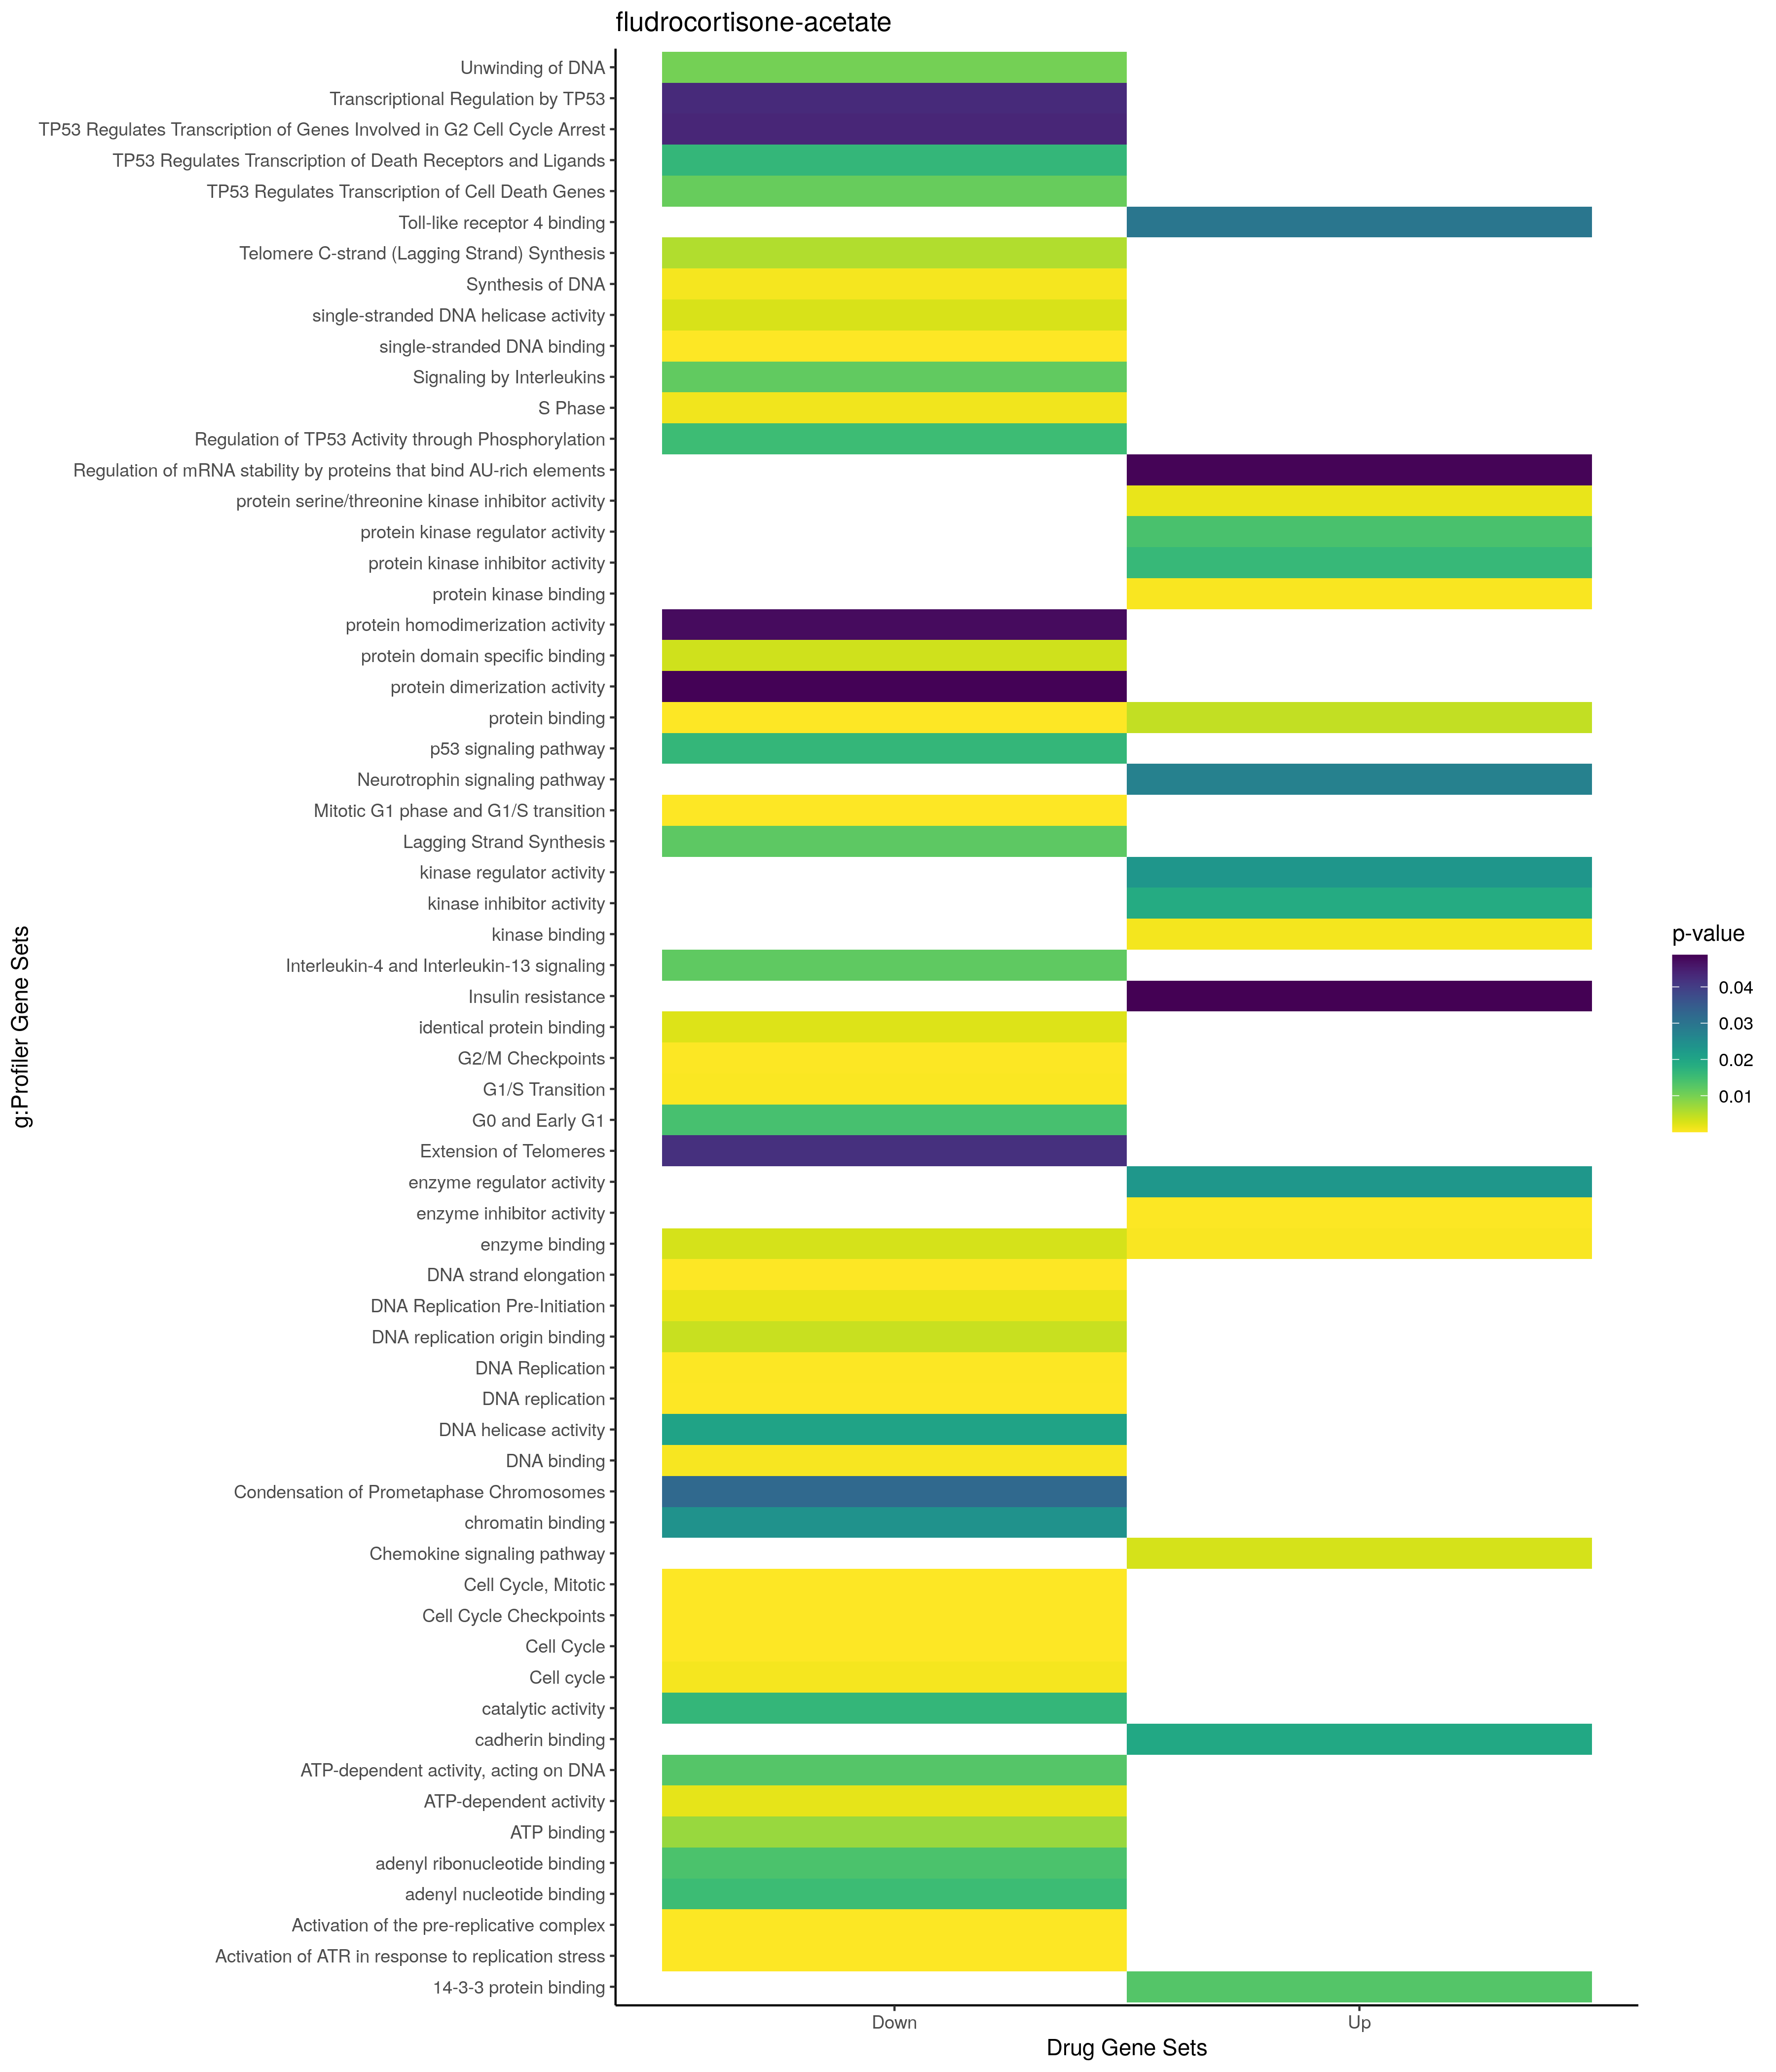 fludrocortisone-acetate
Unwinding of DNA
Transcriptional Regulation by TP53
TP53 Regulates Transcription of Genes Involved in G2 Cell Cycle Arrest
TP53 Regulates Transcription of Death Receptors and Ligands
TP53 Regulates Transcription of Cell Death Genes
Toll-like receptor 4 binding
Telomere C-strand (Lagging Strand) Synthesis
Synthesis of DNA
single-stranded DNA helicase activity
single-stranded DNA binding
Signaling by Interleukins
S Phase
Regulation of TP53 Activity through Phosphorylation
Regulation of mRNA stability by proteins that bind AU-rich elements
protein serine/threonine kinase inhibitor activity
protein kinase regulator activity
protein kinase inhibitor activity
protein kinase binding
protein homodimerization activity
protein domain specific binding
protein dimerization activity
protein binding
p53 signaling pathway
Neurotrophin signaling pathway
Mitotic G1 phase and G1/S transition
Lagging Strand Synthesis
kinase regulator activity
kinase inhibitor activity
kinase binding
Interleukin-4 and Interleukin-13 signaling
Insulin resistance
identical protein binding
G2/M Checkpoints
G1/S Transition
G0 and Early G1
Extension of Telomeres
enzyme regulator activity
enzyme inhibitor activity
enzyme binding
DNA strand elongation
DNA Replication Pre-Initiation
DNA replication origin binding
DNA Replication
DNA replication
DNA helicase activity
DNA binding
Condensation of Prometaphase Chromosomes
chromatin binding
Chemokine signaling pathway
Cell Cycle, Mitotic
Cell Cycle Checkpoints
Cell Cycle
Cell cycle
catalytic activity
cadherin binding
ATP-dependent activity, acting on DNA
ATP-dependent activity
ATP binding
adenyl ribonucleotide binding
adenyl nucleotide binding
Activation of the pre-replicative complex
Activation of ATR in response to replication stress
14-3-3 protein binding
g:Profiler Gene Sets
Down
Up
Drug Gene Sets
p-value
0.04
0.03
0.02
0.01